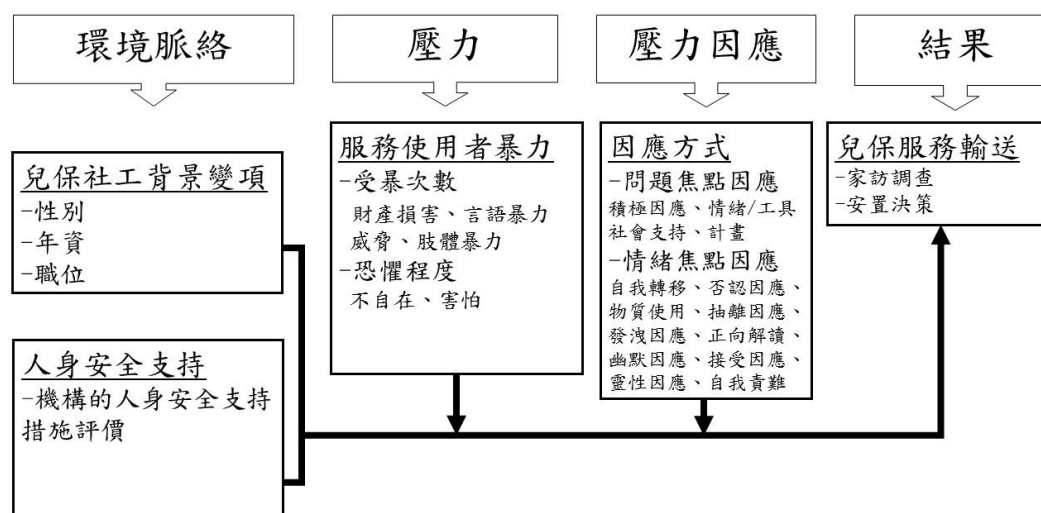 環境脈絡
壓力
壓力因應
結果
兒保社工背景變項
-性別
-年資
-職位
人身安全支持
-機構的人身安全支持
措施評價
服務使用者暴力
-受暴次數
財產損害、言語暴力
威脅、肢體暴力
-恐懼程度
不自在、害怕
因應方式
-問題焦點因應
積極因應、情緒/工具
社會支持、計畫
-情緒焦點因應
自我轉移、否認因應、
物質使用、抽離因應、
發洩因應、正向解讀、
幽默因應、接受因應、
靈性因應、自我責難
兒保服務輸送
-家訪調查
-安置決策